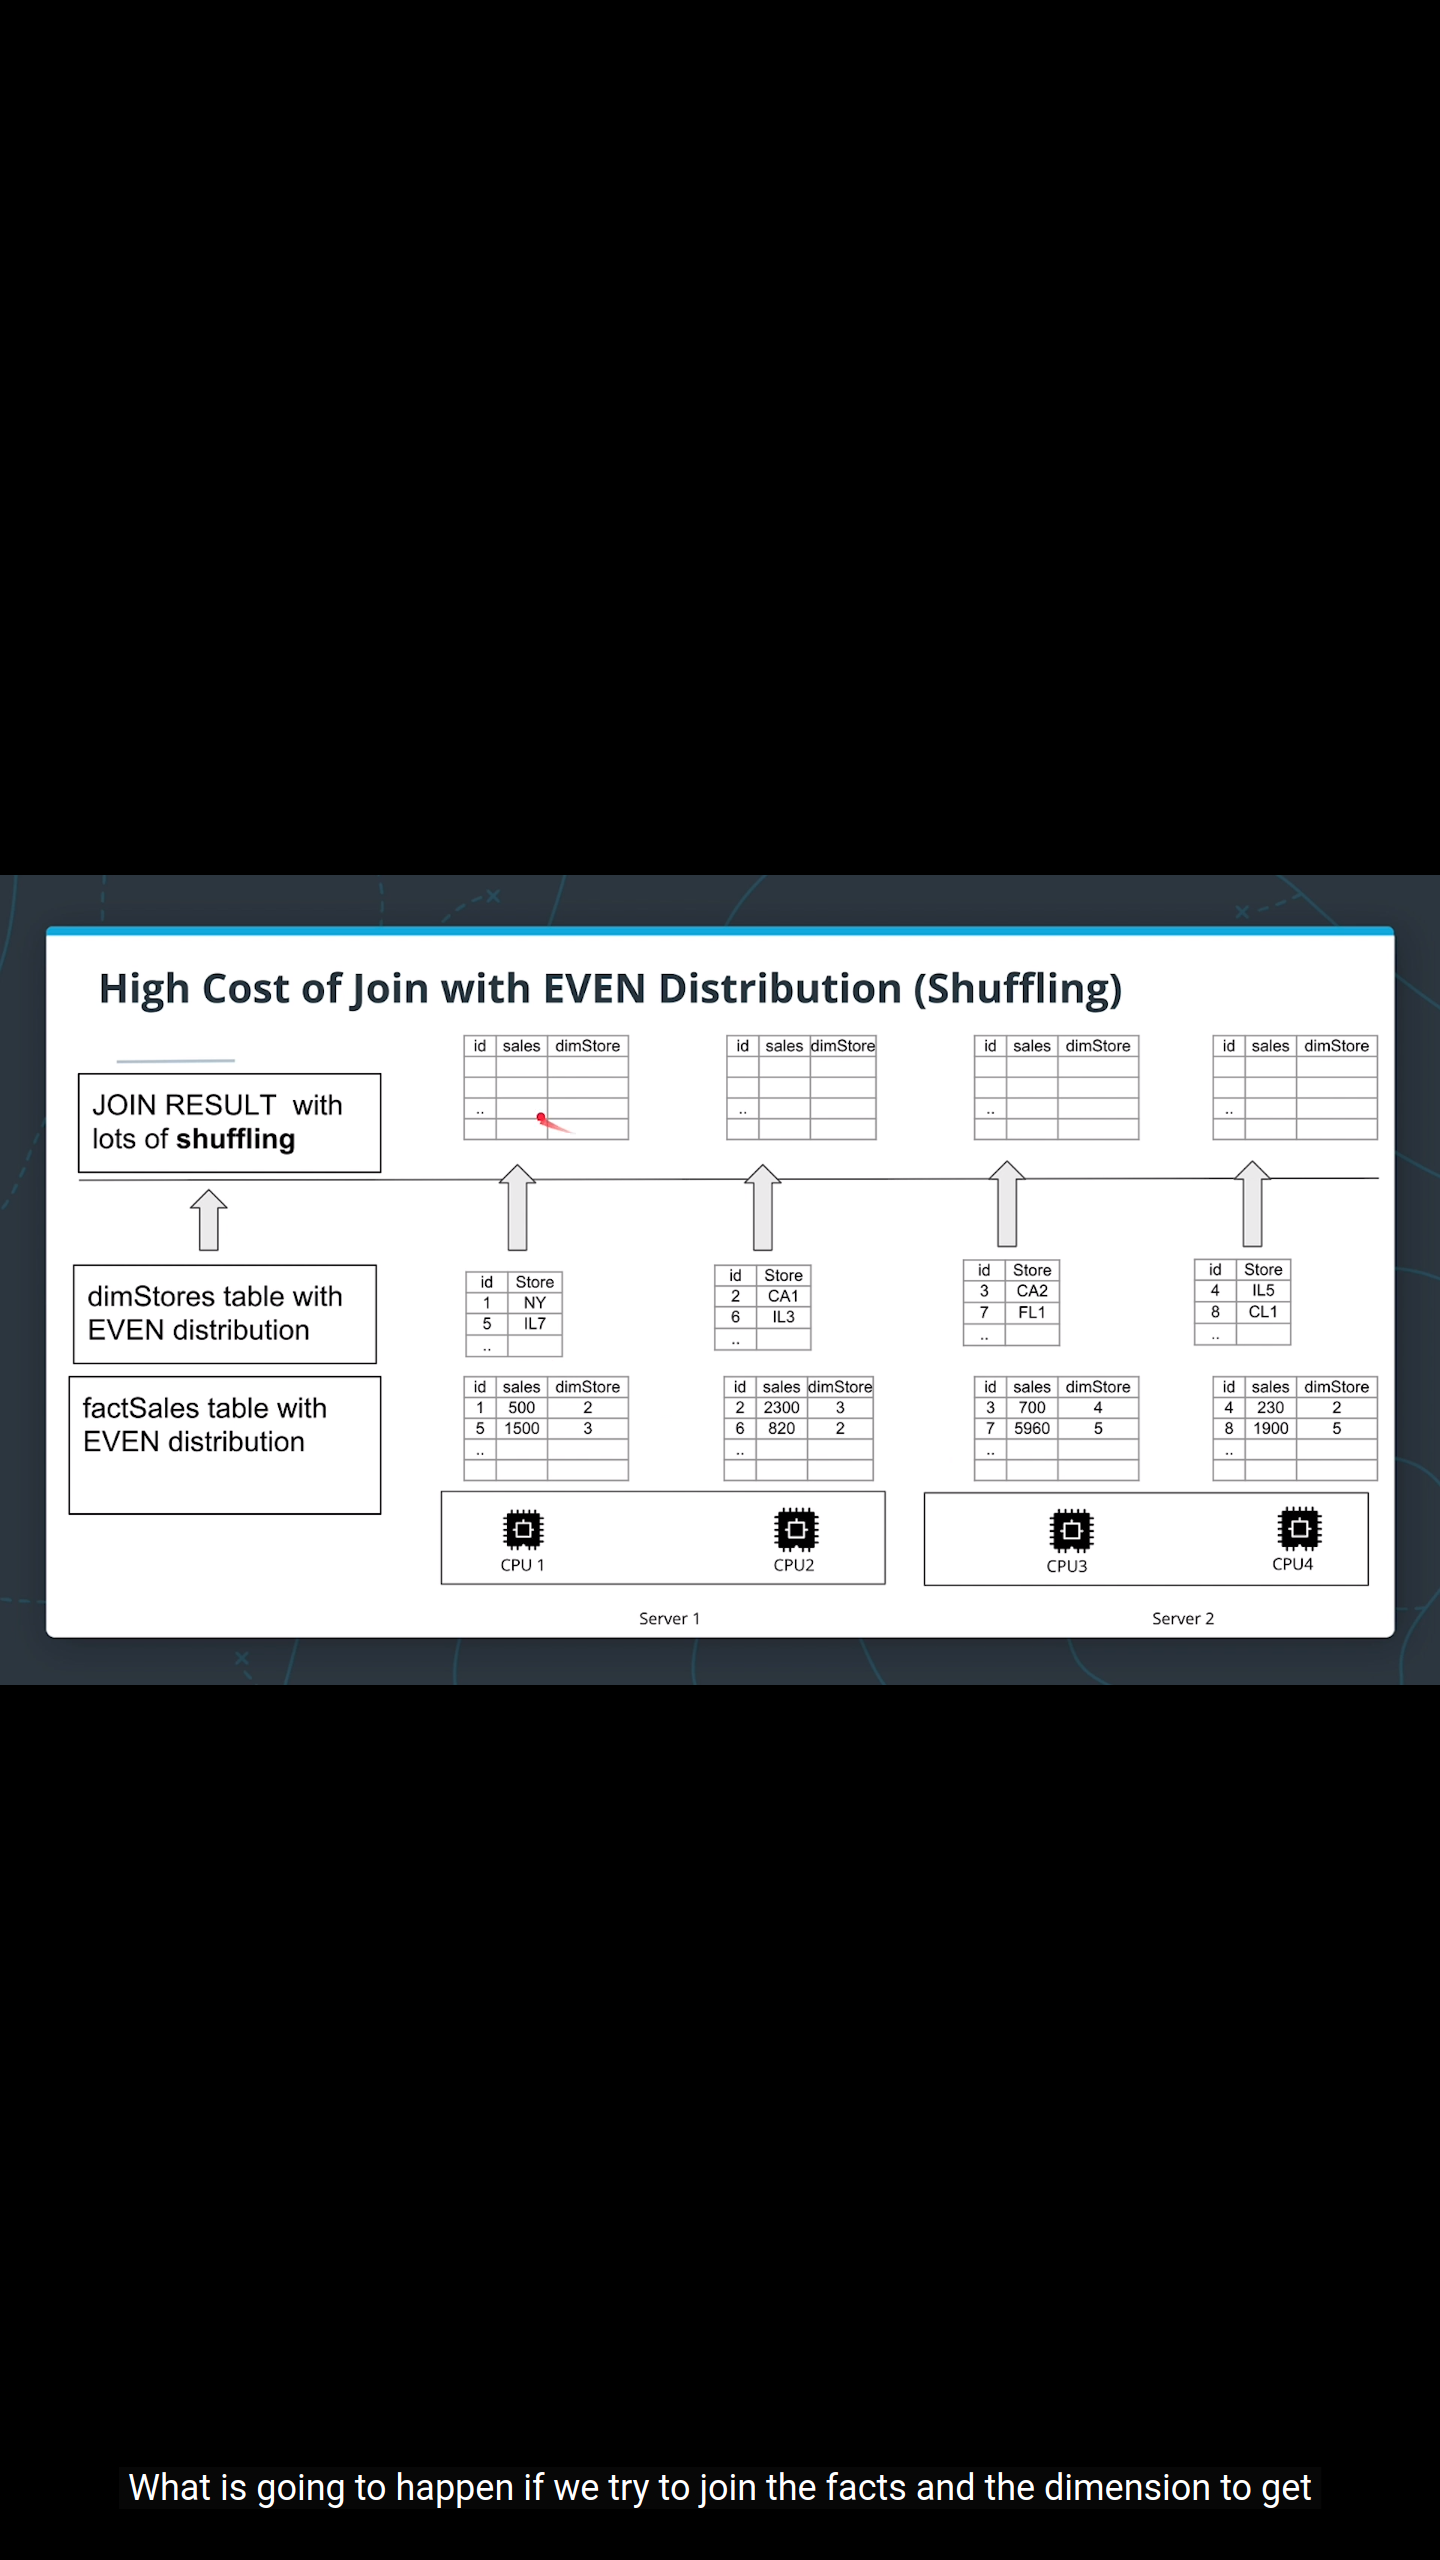 High Cost of Join with EVEN Distribution (Shuffling)
JOIN RESULT with
lots of shuffling
id sales dimStore
..
id sales dimStore
..
id sales dimStore
..
id sales dimStore
..
dimStores table with
EVEN distribution
id Store
1 NY
5 IL7
..
id Store
2 CA1
6 IL3
..
id Store
3 CA2
7 FL1
..
id Store
4 IL5
8 CL1
..
factSales table with
EVEN distribution
id sales dimStore
1 500 2
5 1500 3
..
id sales dimStore
2 2300 3
6 820 2
..
id sales dimStore
3 700 4
7 5960 5
..
id sales dimStore
4 230 2
8 1900 5
..
CPU 1
CPU2
CPU3
CPU4
Server 1
Server 2
What is going to happen if we try to join the facts and the dimension to get